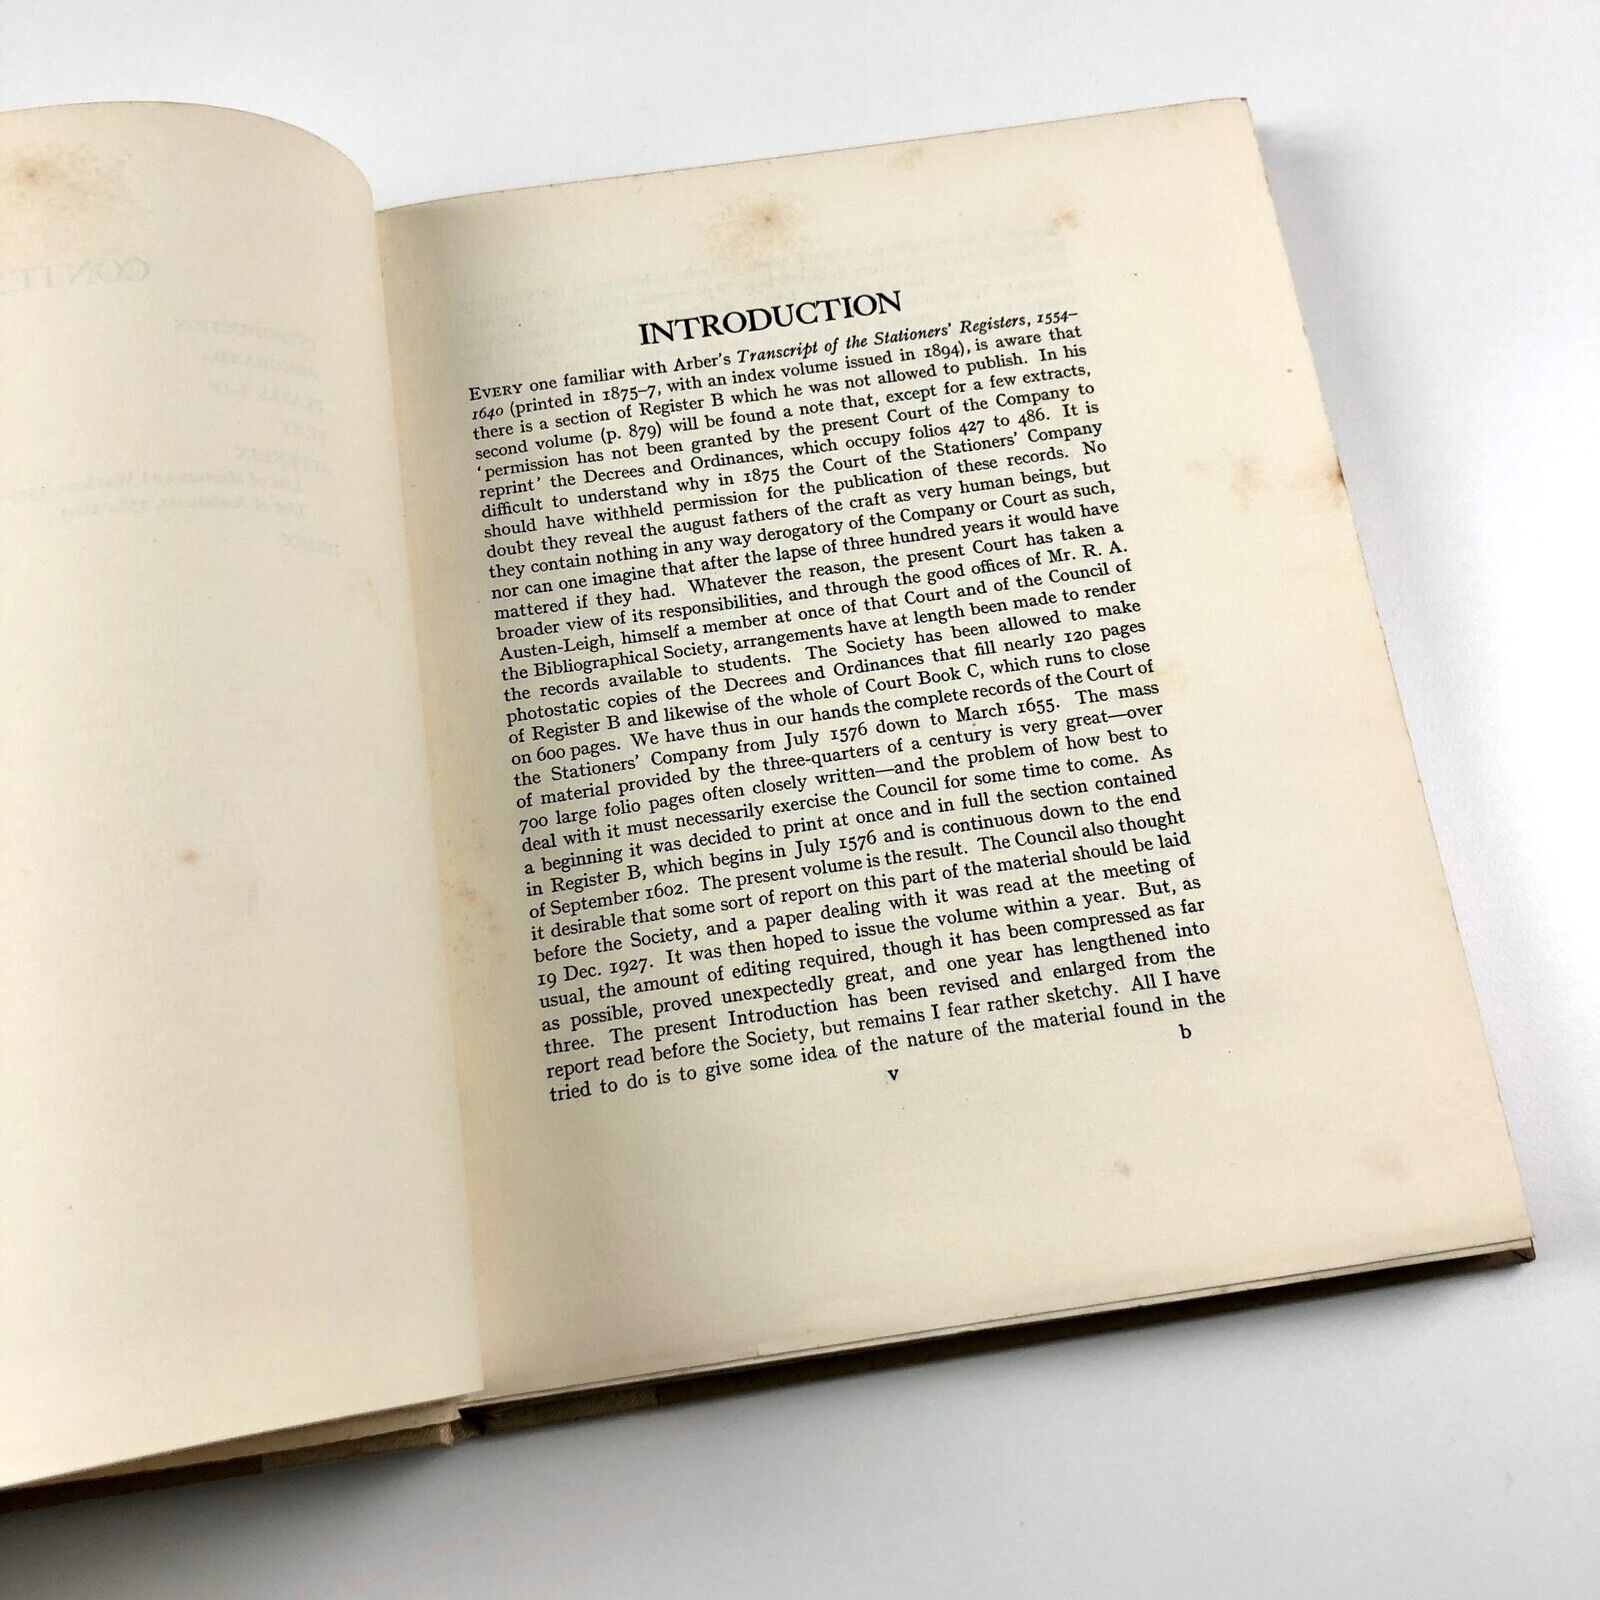 INTRODUCTION
EVERY one familiar with Arber's Transcript of the Stationers' Registers, 1554–
1640 (printed in 1875–7, with an index volume issued in 1894), is aware that
there is a section of Register B which he was not allowed to publish. In his
second volume (p. 879) will be found a note that, except for a few extracts,
'permission has not been granted by the present Court of the Company to
reprint' the Decrees and Ordinances, which occupy folios 427 to 486. It is
difficult to understand why in 1875 the Court of the Stationers' Company
should have withheld permission for the publication of these records. No
doubt they reveal the august fathers of the craft as very human beings, but
they contain nothing in any way derogatory of the Company or Court as such,
nor can one imagine that after the lapse of three hundred years it would have
mattered if they had. Whatever the reason, the present Court has taken a
broader view of its responsibilities, and through the good offices of Mr. R. A.
Austen-Leigh, himself a member at once of that Court and of the Council of
the Bibliographical Society, arrangements have at length been made to render
the records available to students. The Society has been allowed to make
photostatic copies of the Decrees and Ordinances that fill nearly 120 pages
of Register B and likewise of the whole of Court Book C, which runs to close
on 600 pages. We have thus in our hands the complete records of the Court of
the Stationers' Company from July 1576 down to March 1655. The mass
of material provided by the three-quarters of a century is very great—over
700 large folio pages often closely written—and the problem of how best to
deal with it must necessarily exercise the Council for some time to come. As
a beginning it was decided to print at once and in full the section contained
in Register B, which begins in July 1576 and is continuous down to the end
of September 1602. The present volume is the result. The Council also thought
it desirable that some sort of report on this part of the material should be laid
before the Society, and a paper dealing with it was read at the meeting of
19 Dec. 1927. It was then hoped to issue the volume within a year. But, as
usual, the amount of editing required, though it has been compressed as far
as possible, proved unexpectedly great, and one year has lengthened into
three. The present Introduction has been revised and enlarged from the
report read before the Society, but remains I fear rather sketchy. All I have
tried to do is to give some idea of the nature of the material found in the
v
b